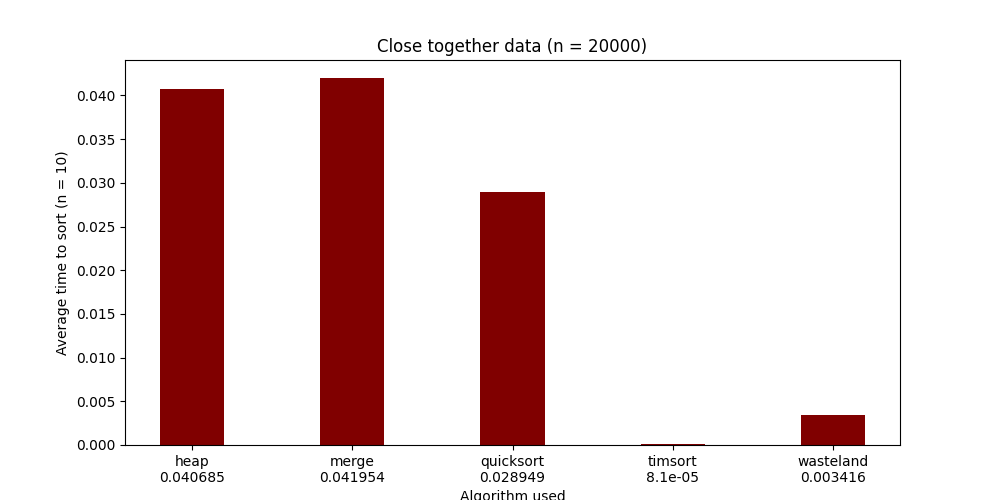 Close together data (n = 20000)
Average time to sort (n = 10)
0.040
0.035
0.030
0.025
0.020
0.015
0.010
0.005
0.000
heap merge quicksort timsort wasteland
0.040685 0.041954 0.028949 8.1e-05 0.003416
Algorithm used